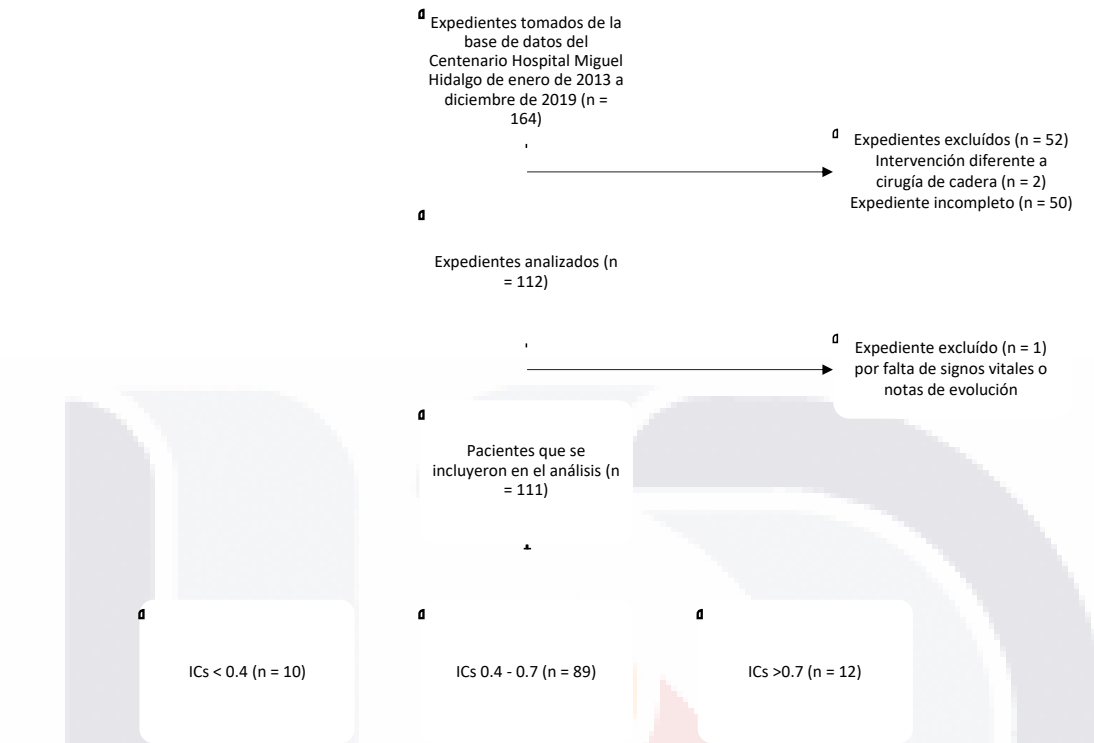 Expedientes tomados de la
base de datos del
Centenario Hospital Miguel
Hidalgo de enero de 2013 a
diciembre de 2019 (n =
164)
Expedientes excluídos (n = 52)
Intervención diferente a
cirugía de cadera (n = 2)
Expediente incompleto (n = 50)
Expedientes analizados (n
= 112)
Expediente excluído (n = 1)
por falta de signos vitales o
notas de evolución
Pacientes que se
incluyeron en el análisis (n
= 111)
ICs < 0.4 (n = 10)
ICs 0.4 - 0.7 (n = 89)
ICs >0.7 (n = 12)